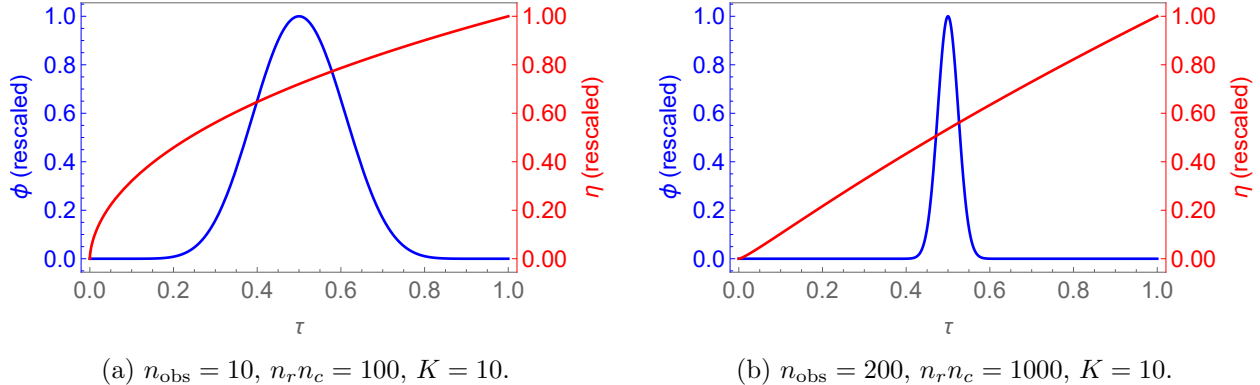 1.0
0.8
0.6
0.4
0.2
0.0
ϕ (rescaled)
1.00
0.80
0.60
0.40
0.20
0.00
η (rescaled)
0.0 0.2 0.4 0.6 0.8 1.0
τ
(a) n_obs = 10, n_r n_c = 100, K = 10.
1.0
0.8
0.6
0.4
0.2
0.0
ϕ (rescaled)
1.00
0.80
0.60
0.40
0.20
0.00
η (rescaled)
0.0 0.2 0.4 0.6 0.8 1.0
τ
(b) n_obs = 200, n_r n_c = 1000, K = 10.